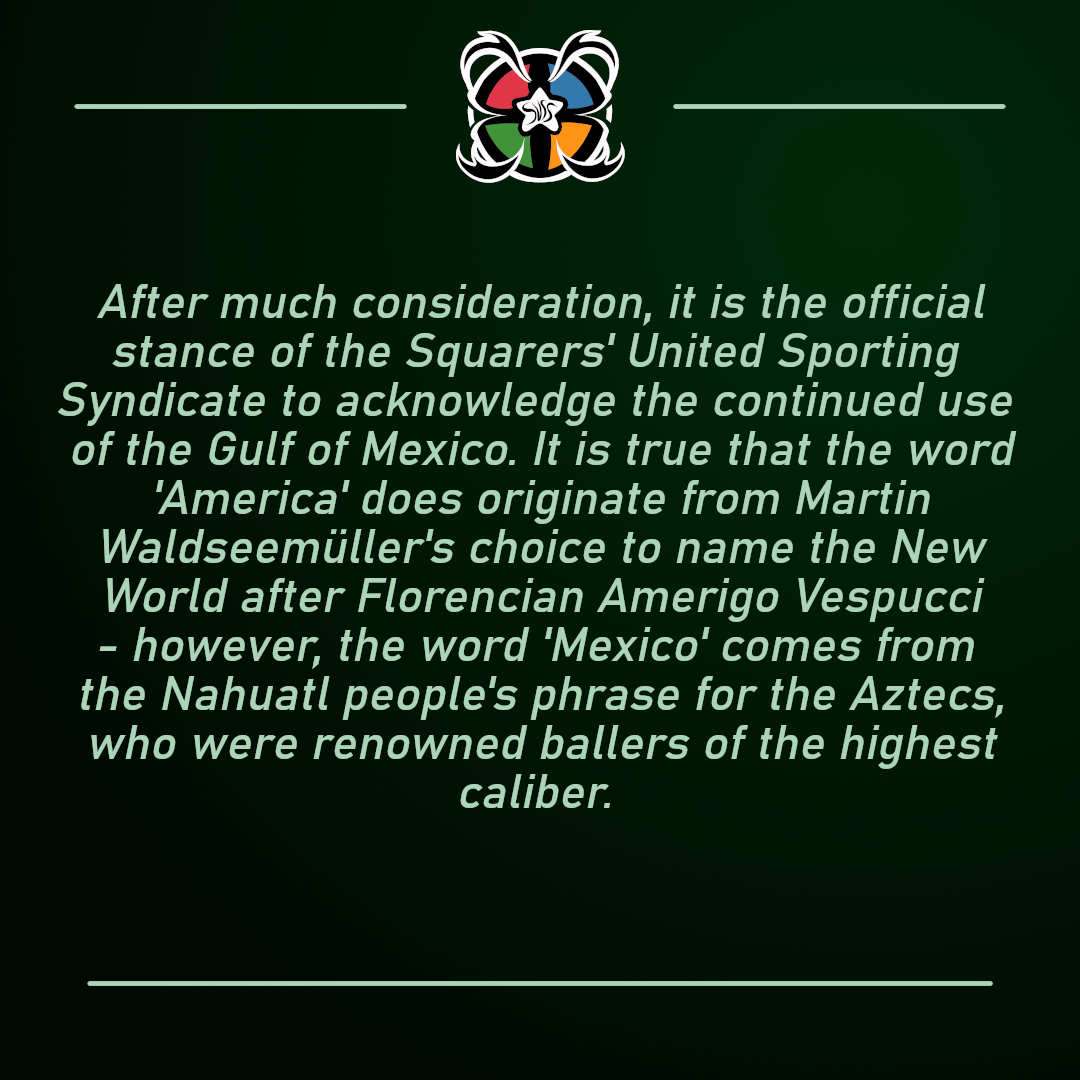 SUSS
After much consideration, it is the official
stance of the Squarers' United Sporting
Syndicate to acknowledge the continued use
of the Gulf of Mexico. It is true that the word
'America' does originate from Martin
Waldseemüller's choice to name the New
World after Florencian Amerigo Vespucci
- however, the word 'Mexico' comes from
the Nahuatl people's phrase for the Aztecs,
who were renowned ballers of the highest
caliber.